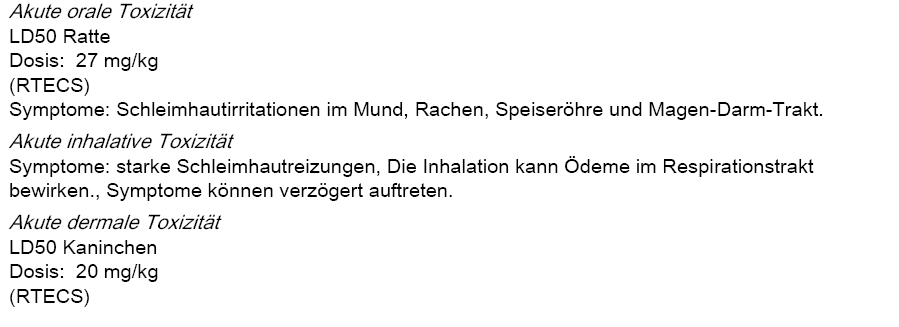 Akute orale Toxizität
LD50 Ratte
Dosis:  27 mg/kg
(RTECS)
Symptome: Schleimhautirritationen im Mund, Rachen, Speiseröhre und Magen-Darm-Trakt.
Akute inhalative Toxizität
Symptome: starke Schleimhautreizungen, Die Inhalation kann Ödeme im Respirationstrakt
bewirken., Symptome können verzögert auftreten.
Akute dermale Toxizität
LD50 Kaninchen
Dosis:  20 mg/kg
(RTECS)